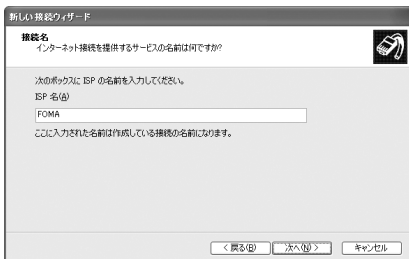 新しい接続ウィザード
接続名
インターネット接続を提供するサービスの名前は何ですか?
次のボックスに ISP の名前を入力してください。
ISP 名(A)
FOMA
ここに入力された名前は作成している接続の名前になります。
< 戻る(B)
次へ(N) >
キャンセル